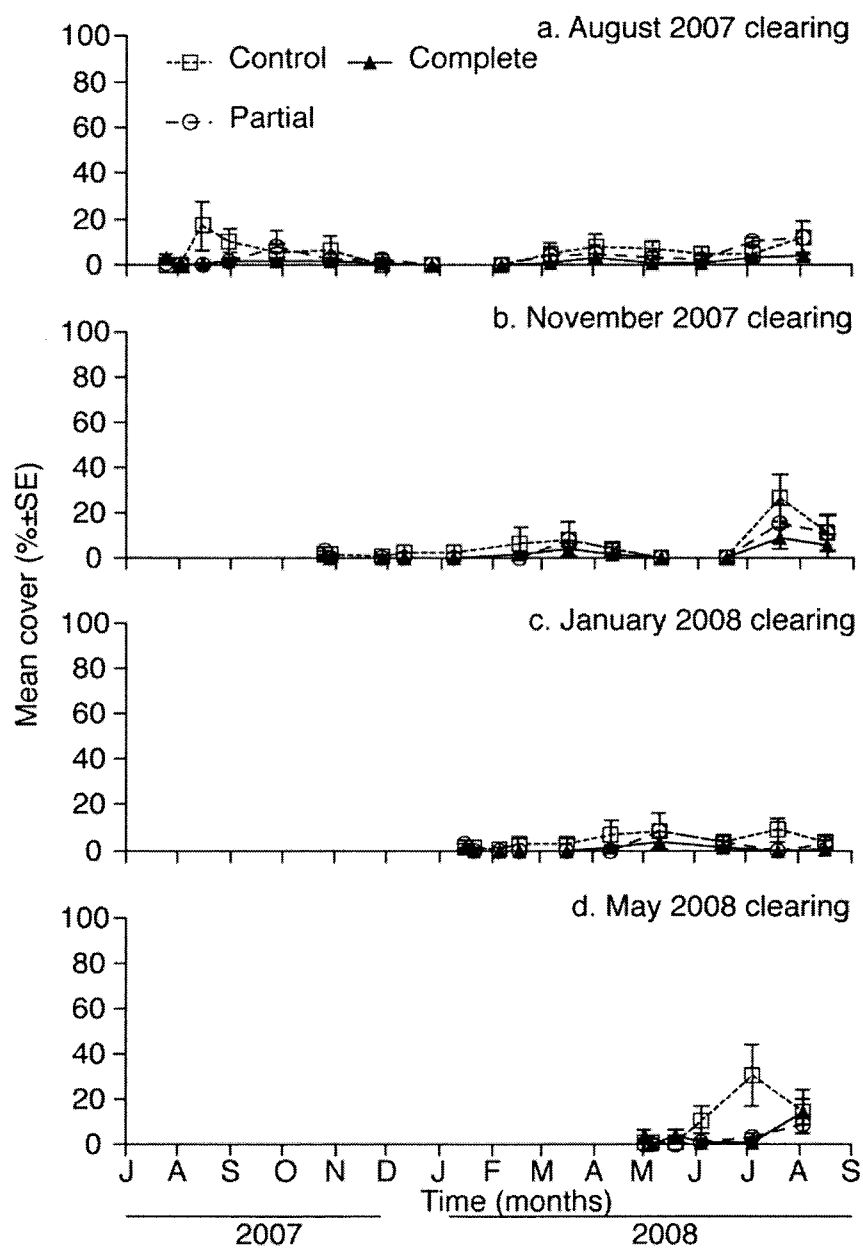 a. August 2007 clearing
100
Control Complete
80
Partial
60
40
20
0
b. November 2007 clearing
100
80
60
40
20
0
Mean cover (%±SE)
c. January 2008 clearing
100
80
60
40
20
0
d. May 2008 clearing
100
80
60
40
20
0
J A S O N D J F M A M J J A S
Time (months)
2007 2008